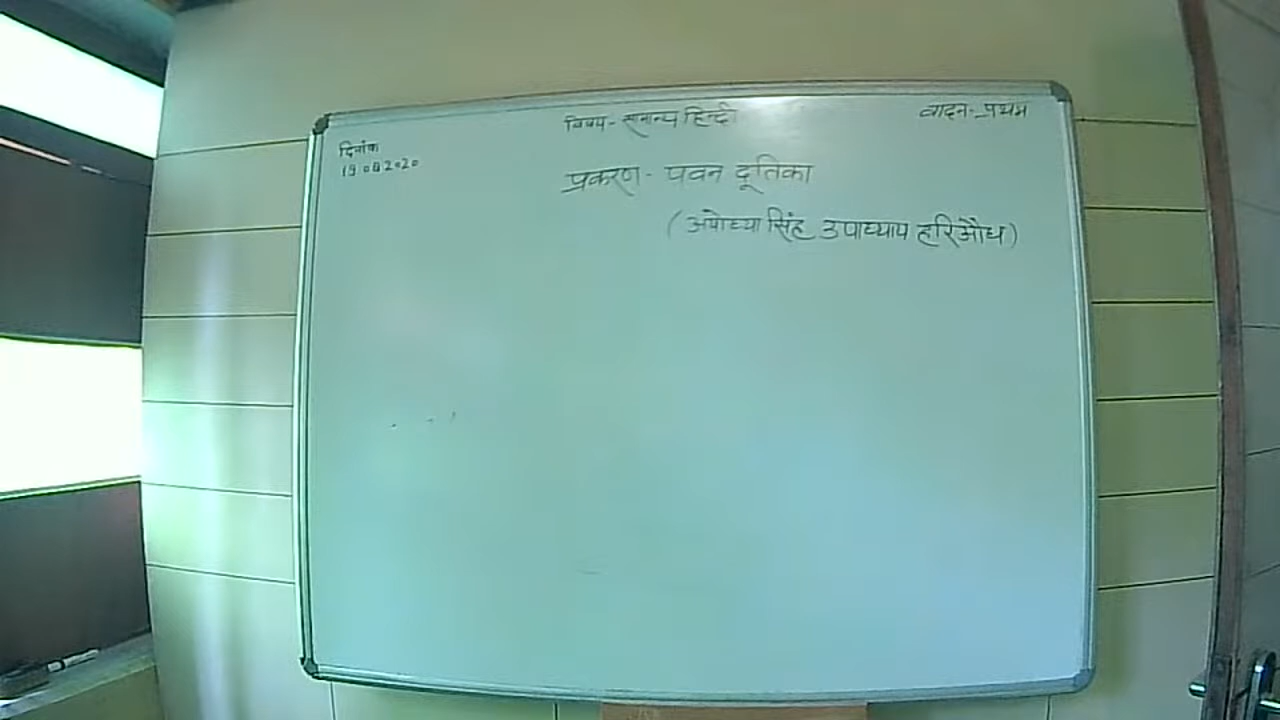 विषय- सामान्य हिन्दी
वादन- प्रथम
दिनांक
19 08 2020
प्रकरण- पवन दूतिका
(अयोध्या सिंह उपाध्याय हरिऔध)